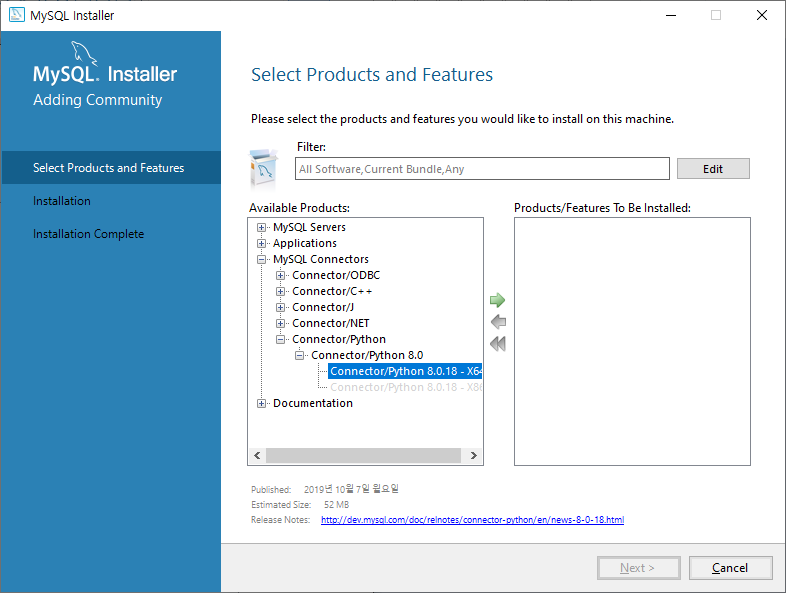 MySQL Installer
MySQL® Installer
Adding Community
Select Products and Features
Installation
Installation Complete
Select Products and Features
Please select the products and features you would like to install on this machine.
Filter:
All Software,Current Bundle,Any
Edit
Available Products:
MySQL Servers
Applications
MySQL Connectors
Connector/ODBC
Connector/C++
Connector/J
Connector/NET
Connector/Python
Connector/Python 8.0
Connector/Python 8.0.18 - X64
Connector/Python 8.0.18 - X86
Documentation
Products/Features To Be Installed:
Published: 2019년 10월 7일 월요일
Estimated Size: 52 MB
Release Notes: http://dev.mysql.com/doc/relnotes/connector-python/en/news-8-0-18.html
Next >
Cancel